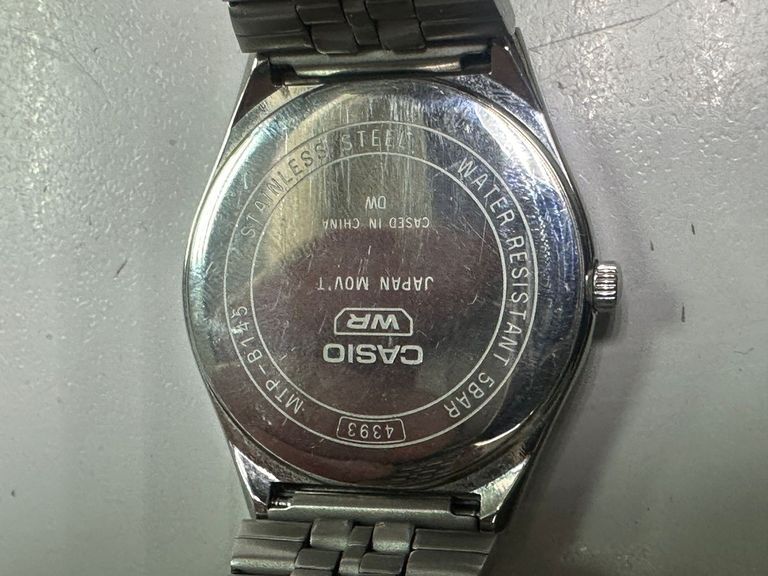 CASIO
WR
JAPAN MOV'T
CASED IN CHINA
DW
4393
MTP-B145
STAINLESS STEEL
WATER RESISTANT 5BAR